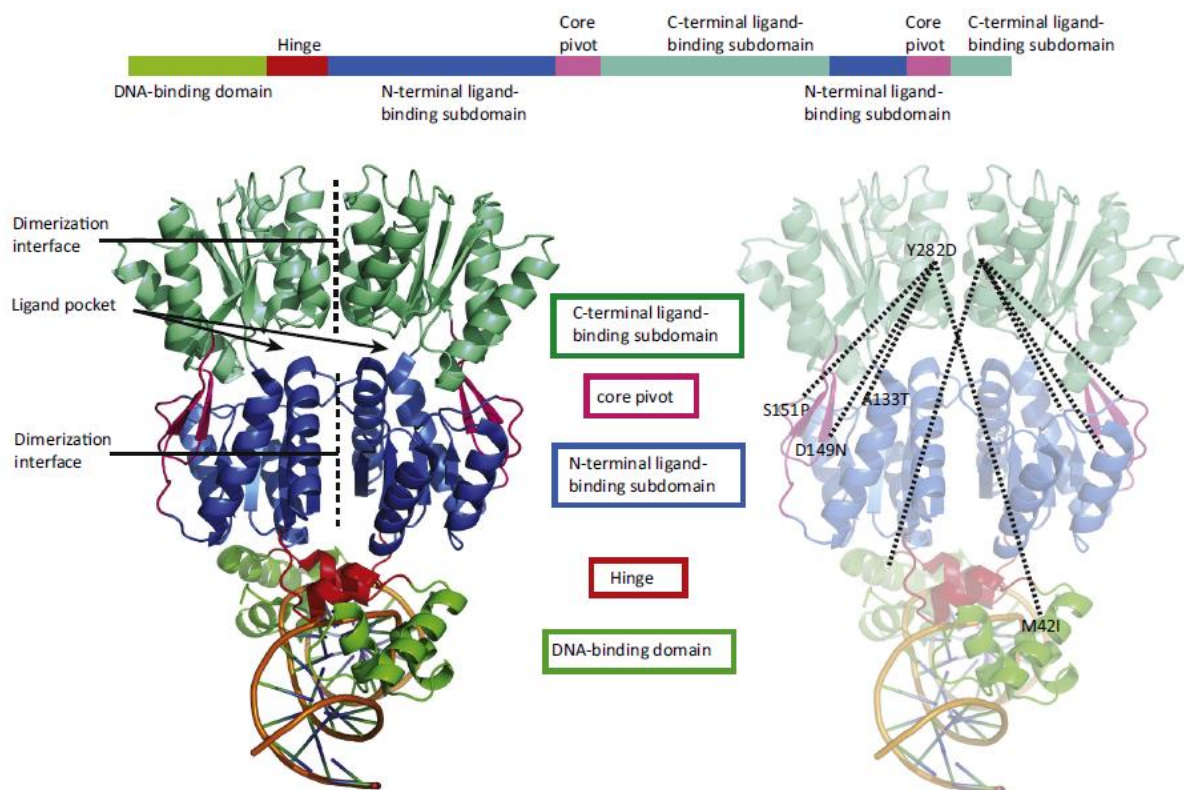 Hinge
Core
pivot
C-terminal ligand-
binding subdomain
Core
pivot
C-terminal ligand-
binding subdomain
DNA-binding domain
N-terminal ligand-
binding subdomain
N-terminal ligand-
binding subdomain
Dimerization
interface
Ligand pocket
Dimerization
interface
C-terminal ligand-
binding subdomain
core pivot
N-terminal ligand-
binding subdomain
Hinge
DNA-binding domain
Y282D
S151P
A133T
D149N
M42I